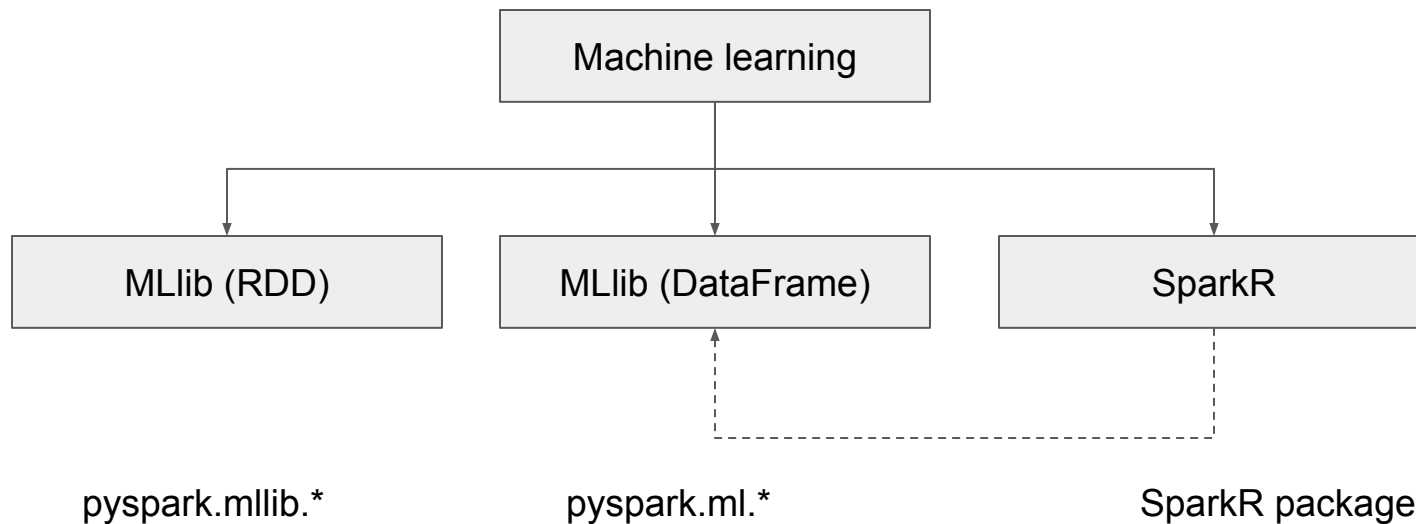 Machine learning
MLlib (RDD)
MLlib (DataFrame)
SparkR
pyspark.mllib.*
pyspark.ml.*
SparkR package